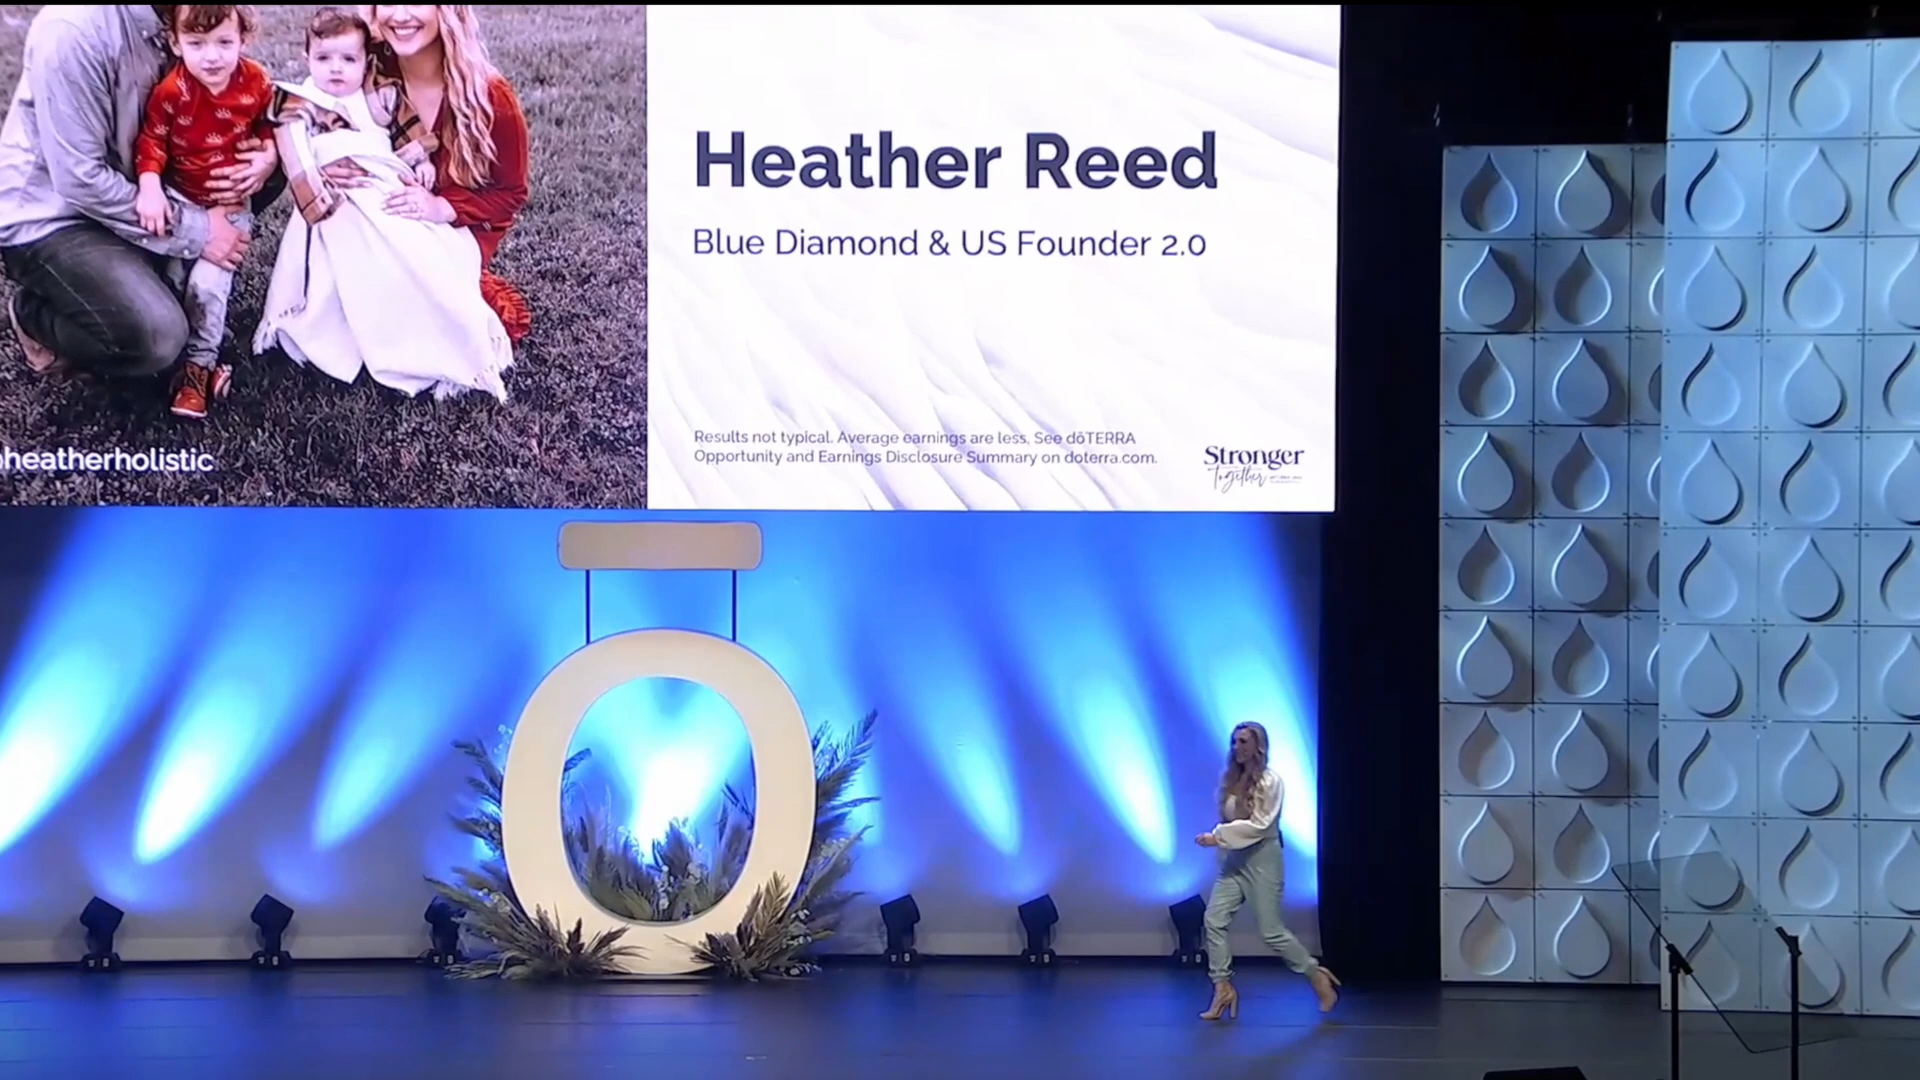 Heather Reed
Blue Diamond & US Founder 2.0
heatherholistic
Results not typical. Average earnings are less. See dōTERRA
Opportunity and Earnings Disclosure Summary on doterra.com.
Stronger
Together
Ō